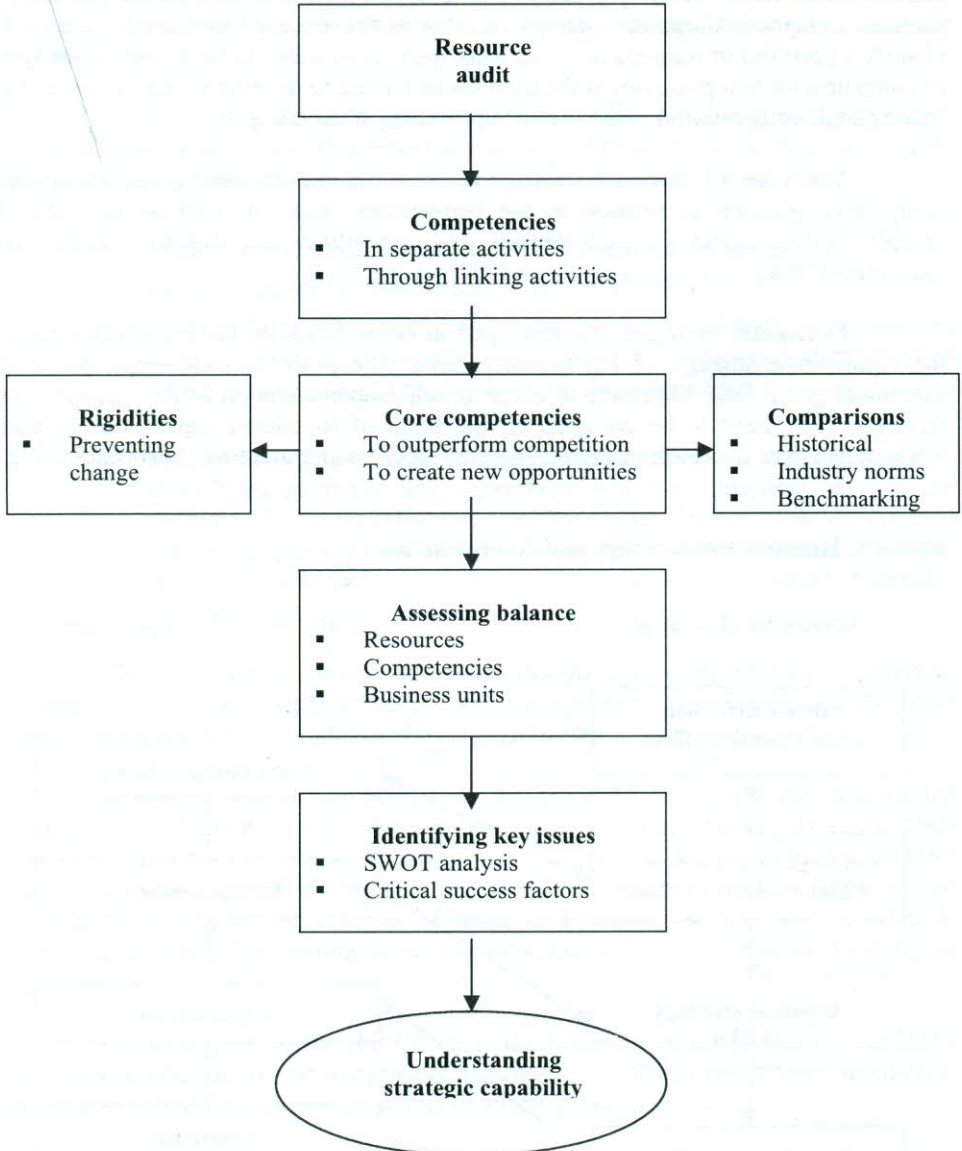 Resource
audit
Competencies
▪ In separate activities
▪ Through linking activities
Rigidities
▪ Preventing
change
Core competencies
▪ To outperform competition
▪ To create new opportunities
Comparisons
▪ Historical
▪ Industry norms
▪ Benchmarking
Assessing balance
▪ Resources
▪ Competencies
▪ Business units
Identifying key issues
▪ SWOT analysis
▪ Critical success factors
Understanding
strategic capability